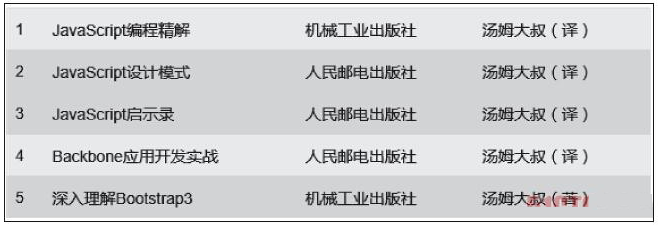 1 JavaScript编程精解 机械工业出版社 汤姆大叔（译）
2 JavaScript设计模式 人民邮电出版社 汤姆大叔（译）
3 JavaScript启示录 人民邮电出版社 汤姆大叔（译）
4 Backbone应用开发实战 人民邮电出版社 汤姆大叔（译）
5 深入理解Bootstrap3 机械工业出版社 汤姆大叔（著）